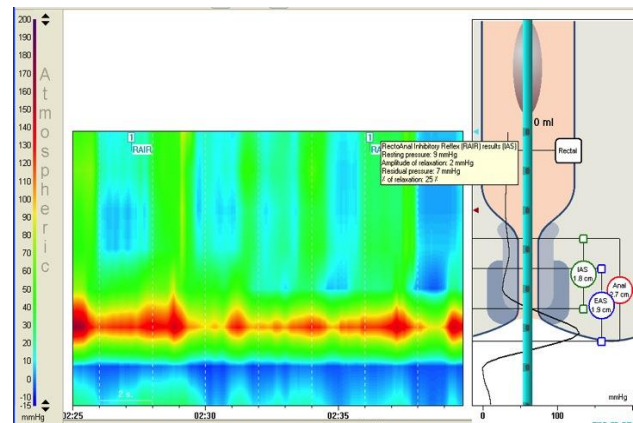 200
190
180
170
160
150
140
130
120
110
100
90
80
70
60
50
40
30
20
10
0
-10
-15
mmHg
Atmospheric
1
RAIR
1
RectoAnal Inhibitory Reflex (RAIR) results (IAS)
Resting pressure: 9 mmHg
Amplitude of relaxation: 2 mmHg
Residual pressure: 7 mmHg
% of relaxation: 25 %
0 ml
Rectal
IAS
1.8 cm
EAS
1.9 cm
Anal
2.7 cm
2 s
02:25
02:30
02:35
0
100
mmHg